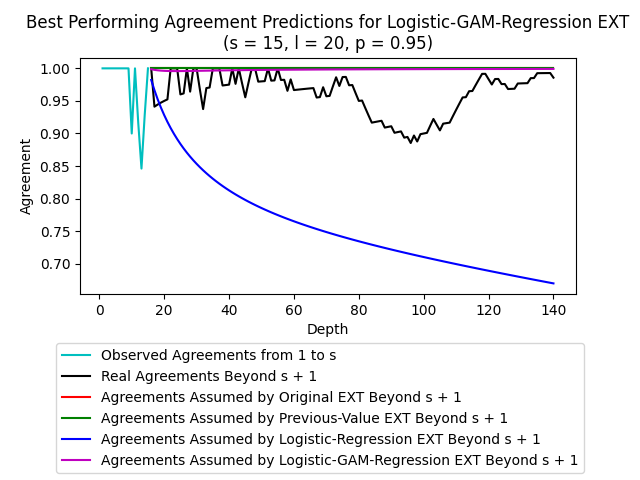 Best Performing Agreement Predictions for Logistic-GAM-Regression EXT
(s = 15, l = 20, p = 0.95)
1.00
0.95
0.90
0.85
0.80
0.75
0.70
Agreement
0 20 40 60 80 100 120 140
Depth
Observed Agreements from 1 to s
Real Agreements Beyond s + 1
Agreements Assumed by Original EXT Beyond s + 1
Agreements Assumed by Previous-Value EXT Beyond s + 1
Agreements Assumed by Logistic-Regression EXT Beyond s + 1
Agreements Assumed by Logistic-GAM-Regression EXT Beyond s + 1